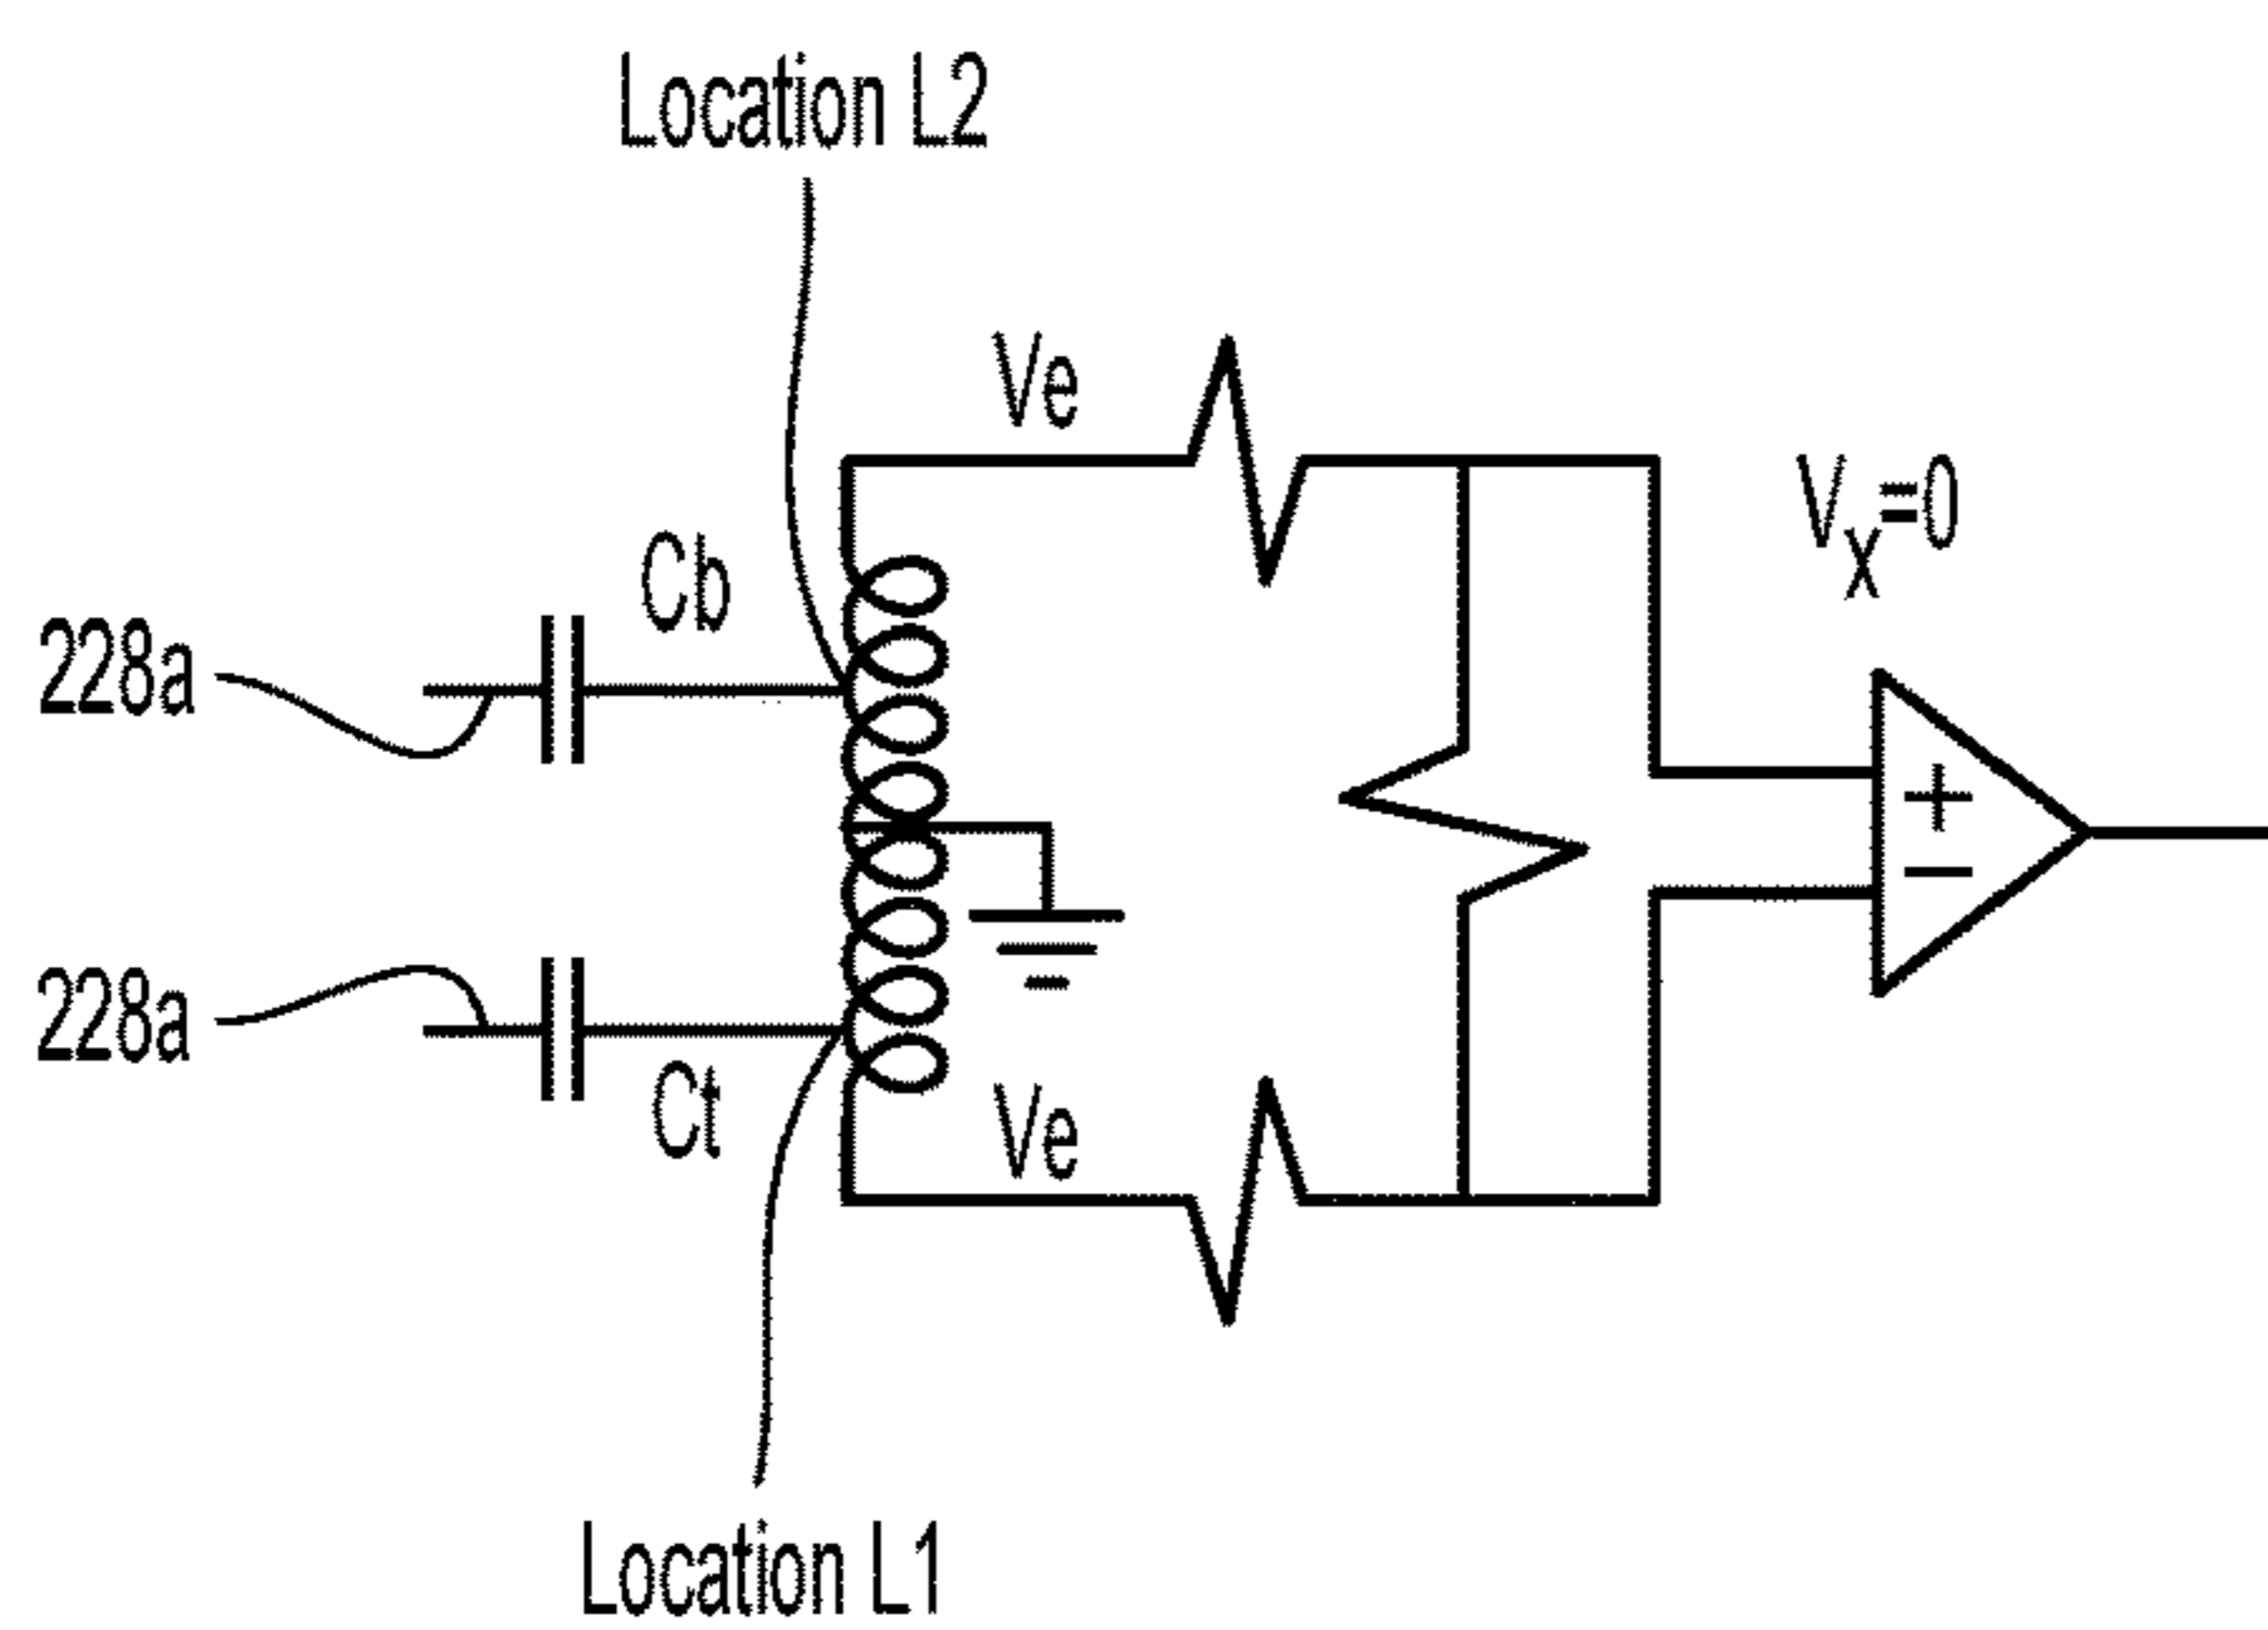 Location L2
Ve
Vx=0
Cb
228a
+
−
228a
Ct
Ve
Location L1